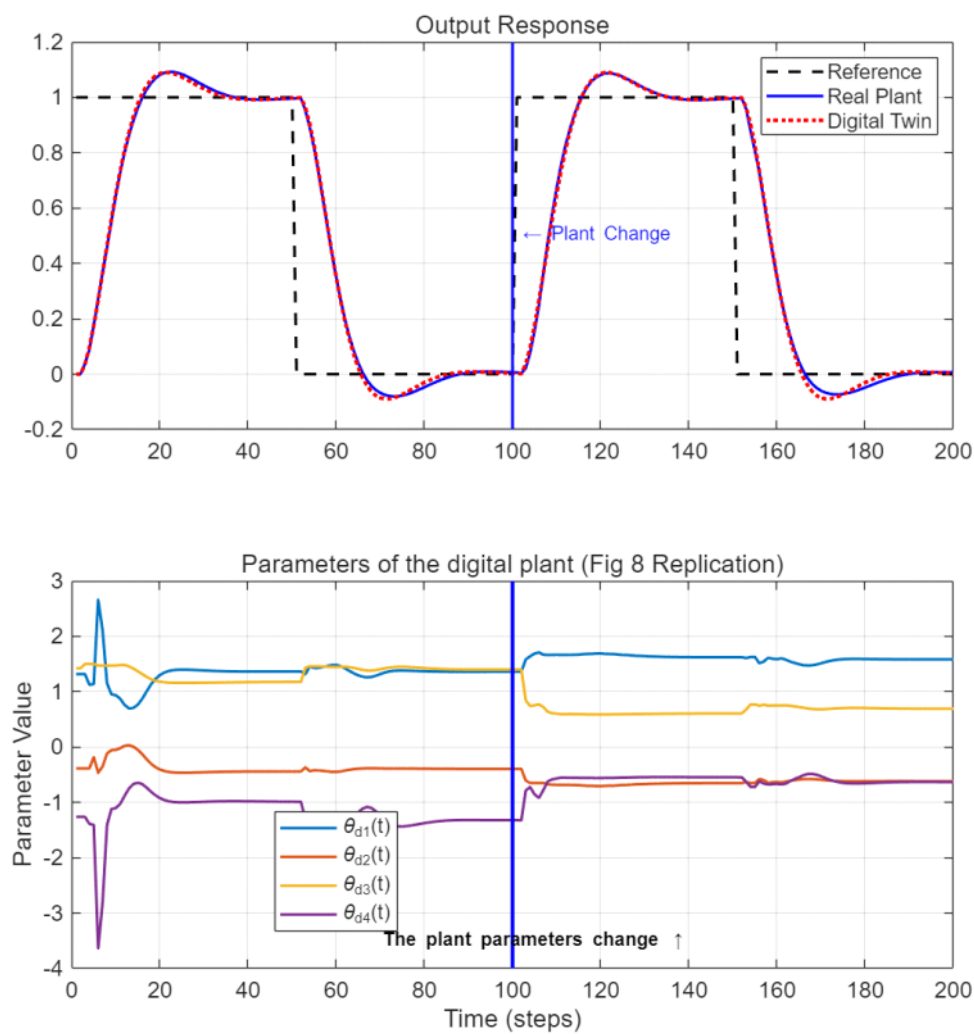 Output Response
1.2
1
0.8
0.6
0.4
0.2
0
-0.2
Reference
Real Plant
Digital Twin
← Plant Change
0 20 40 60 80 100 120 140 160 180 200
Parameters of the digital plant (Fig 8 Replication)
Parameter Value
3
2
1
0
-1
-2
-3
-4
θd1(t)
θd2(t)
θd3(t)
θd4(t)
The plant parameters change ↑
0 20 40 60 80 100 120 140 160 180 200
Time (steps)